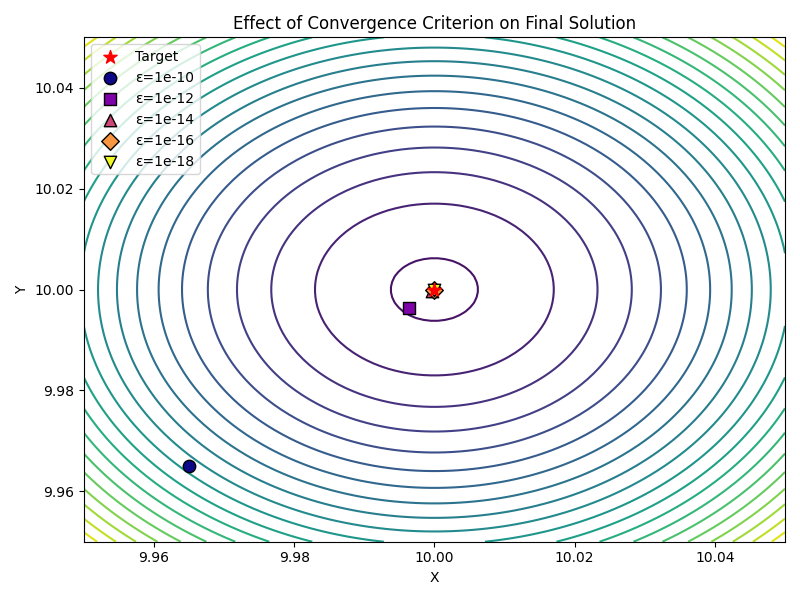 Effect of Convergence Criterion on Final Solution
Target
ε=1e-10
ε=1e-12
ε=1e-14
ε=1e-16
ε=1e-18
10.04
10.02
10.00
9.98
9.96
Y
9.96
9.98
10.00
10.02
10.04
X